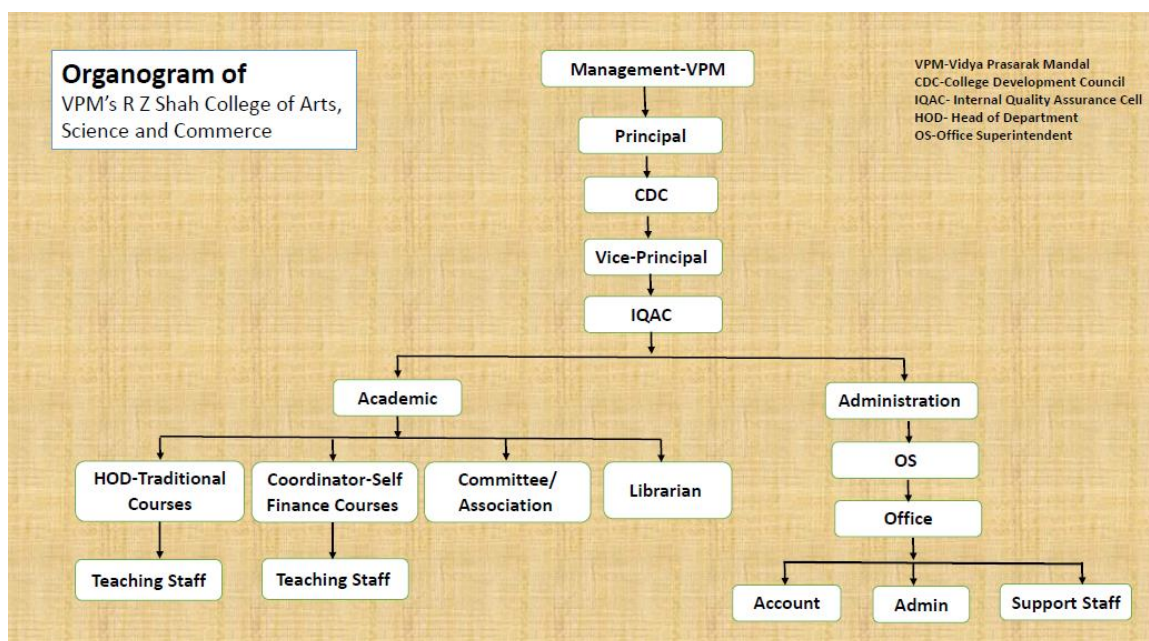 Organogram of
VPM's R Z Shah College of Arts,
Science and Commerce
Management-VPM
VPM-Vidya Prasarak Mandal
CDC-College Development Council
IQAC- Internal Quality Assurance Cell
HOD- Head of Department
OS-Office Superintendent
Principal
CDC
Vice-Principal
IQAC
Academic
Administration
HOD-Traditional
Courses
Coordinator-Self
Finance Courses
Committee/
Association
Librarian
OS
Office
Teaching Staff
Teaching Staff
Account
Admin
Support Staff